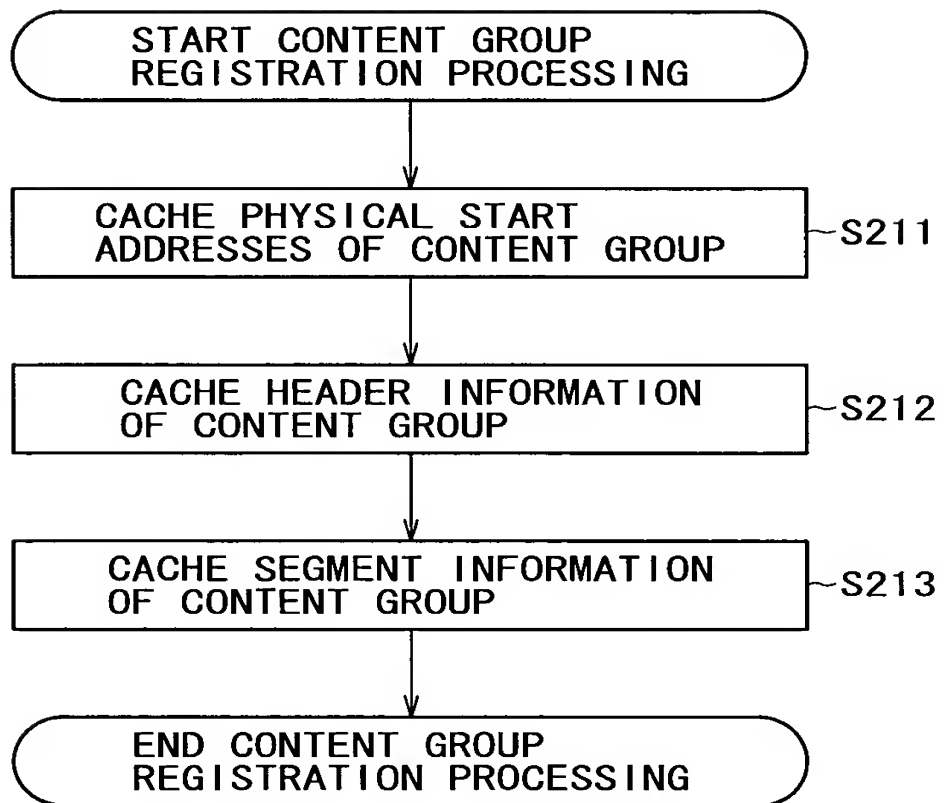 START CONTENT GROUP
REGISTRATION PROCESSING
CACHE PHYSICAL START
ADDRESSES OF CONTENT GROUP
S211
CACHE HEADER INFORMATION
OF CONTENT GROUP
S212
CACHE SEGMENT INFORMATION
OF CONTENT GROUP
S213
END CONTENT GROUP
REGISTRATION PROCESSING